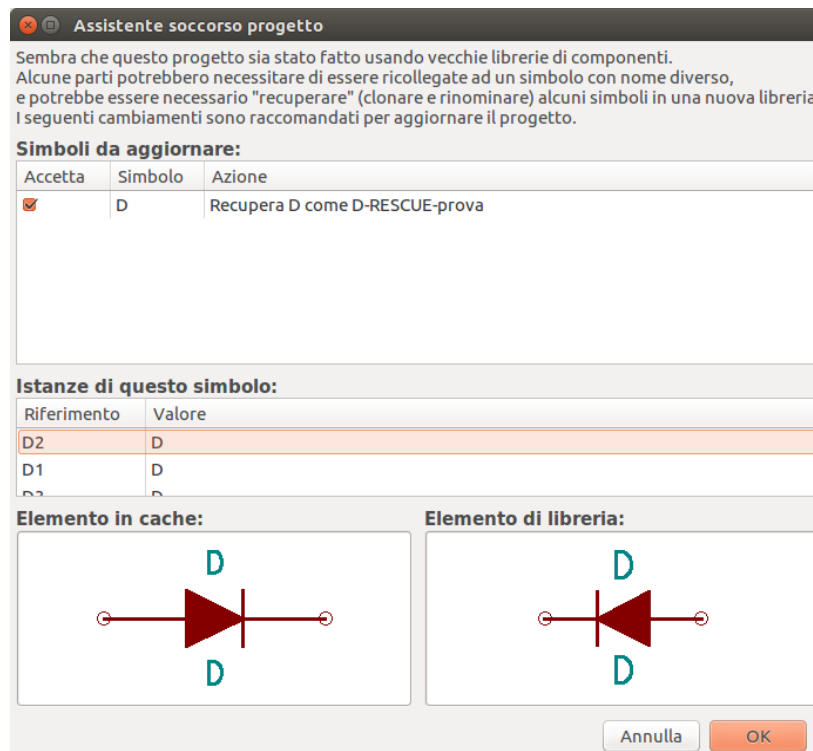 Assistente soccorso progetto
Sembra che questo progetto sia stato fatto usando vecchie librerie di componenti.
Alcune parti potrebbero necessitare di essere ricollegate ad un simbolo con nome diverso,
e potrebbe essere necessario "recuperare" (clonare e rinominare) alcuni simboli in una nuova libreria
I seguenti cambiamenti sono raccomandati per aggiornare il progetto.
Simboli da aggiornare:
Accetta Simbolo Azione
D Recupera D come D-RESCUE-prova
Istanze di questo simbolo:
Riferimento Valore
D2 D
D1 D
Elemento in cache: Elemento di libreria:
D D
D D
Annulla OK